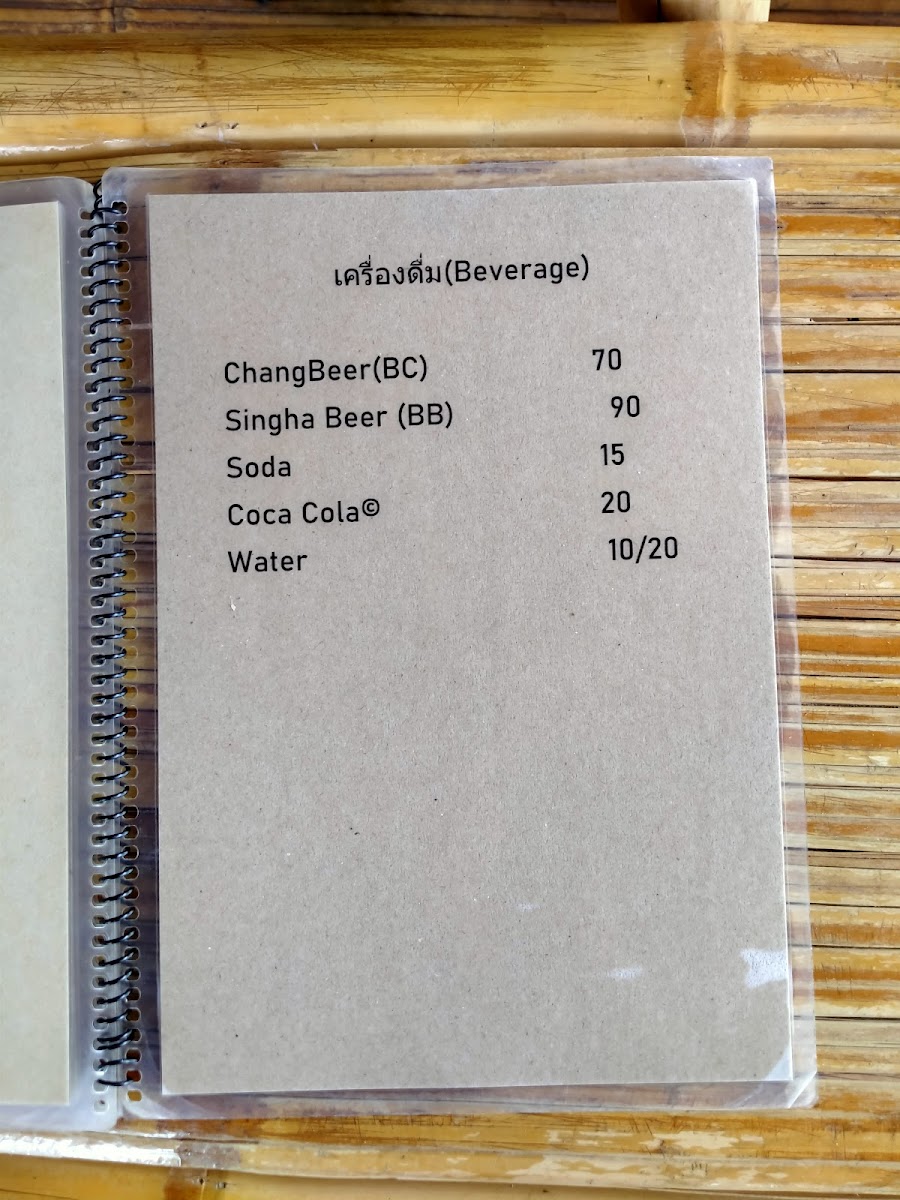 เครื่องดื่ม(Beverage)
ChangBeer(BC) 70
Singha Beer (BB) 90
Soda 15
Coca Cola© 20
Water 10/20